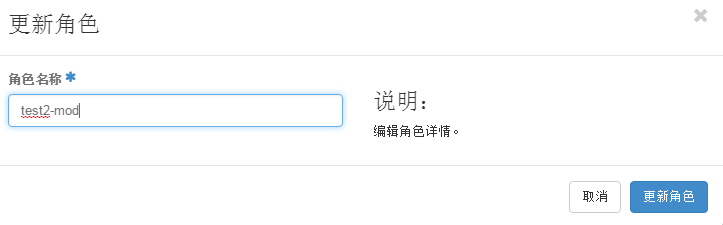 更新角色
角色名称 *
test2-mod
说明：
编辑角色详情。
取消
更新角色